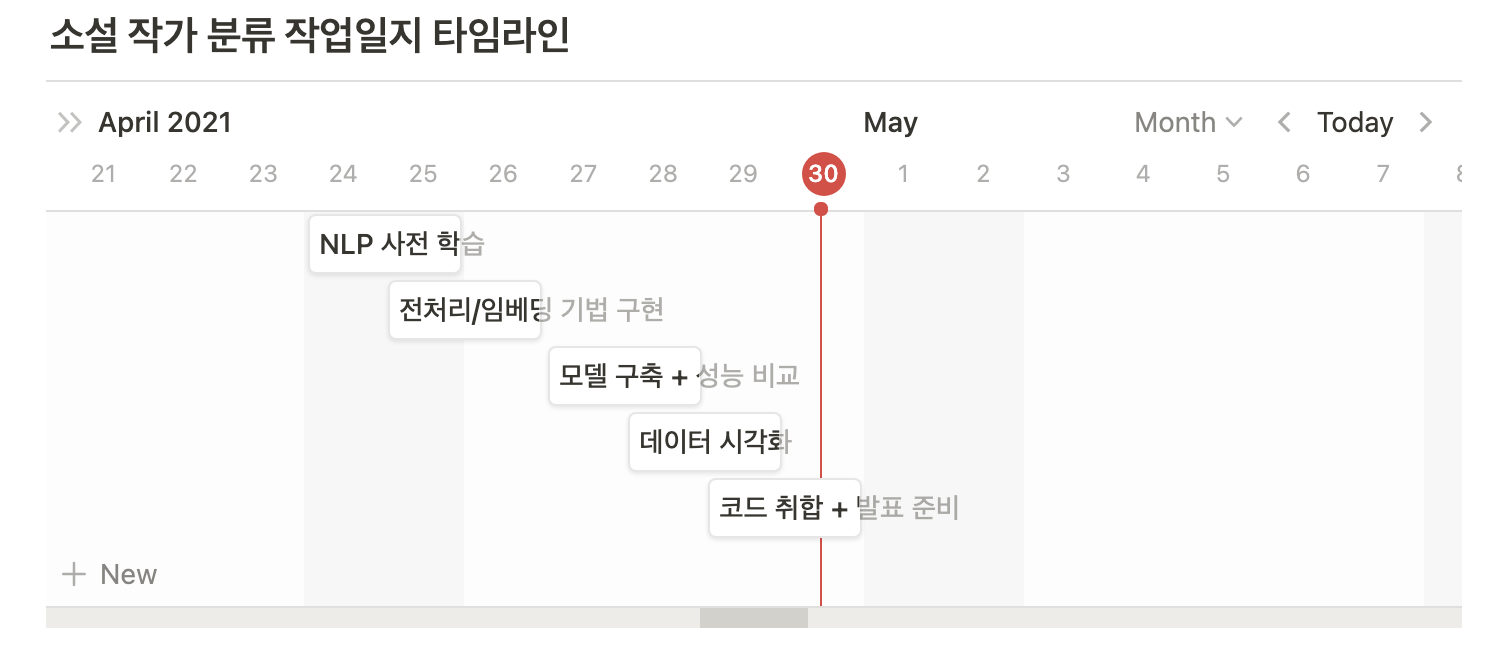 소설 작가 분류 작업일지 타임라인
April 2021 May Month Today
21 22 23 24 25 26 27 28 29 30 1 2 3 4 5 6 7 8
NLP 사전 학습
전처리/임베딩 기법 구현
모델 구축 + 성능 비교
데이터 시각화
코드 취합 + 발표 준비
+ New